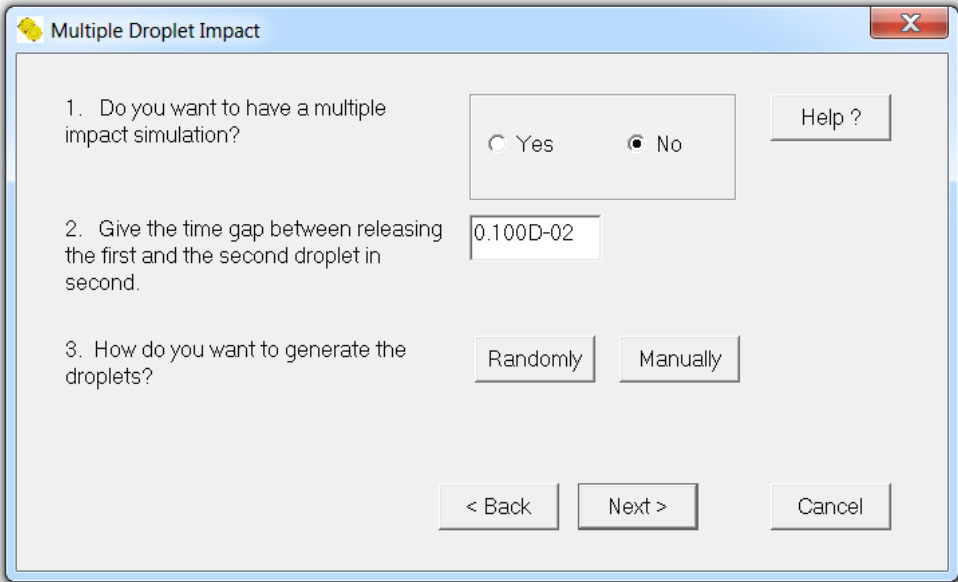 Multiple Droplet Impact
X
1. Do you want to have a multiple
impact simulation?
Yes No
Help ?
2. Give the time gap between releasing
the first and the second droplet in
second.
0.100D-02
3. How do you want to generate the
droplets?
Randomly Manually
< Back Next > Cancel